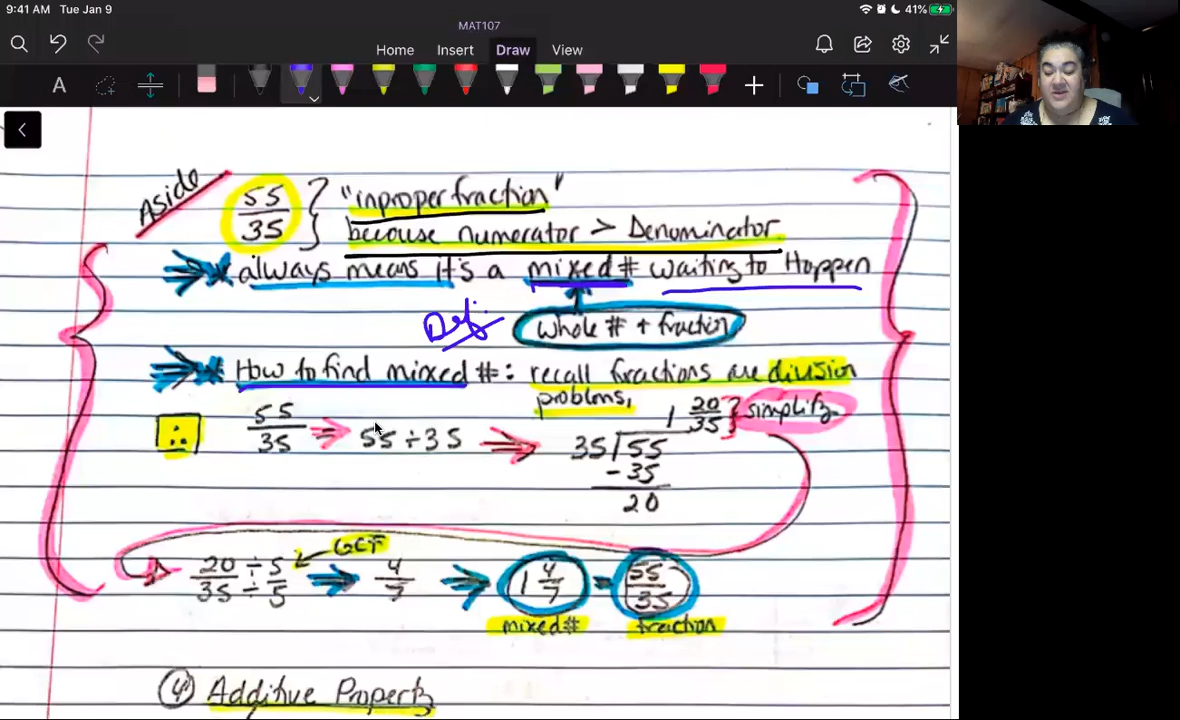 9:41 AM Tue Jan 9
41%
MAT107
Home Insert Draw View
A
Aside
55/35 } "inproper fraction"
because numerator > Denominator
always means it's a mixed # waiting to Happen
Def:
whole # + fraction
How to find mixed #: recall fractions are division
problems,
1 20/35 } simplify
∴ 55/35 ⇒ 55 ÷ 35 ⇒ 35 55
-35
20
GCF
20/35 ÷5/÷5 ⇒ 4/7 ⇒ 1 4/7 = 55/35
mixed # fraction
④ Additive Property